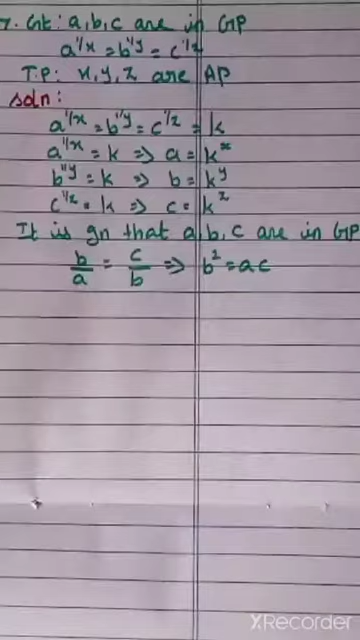 7. Gt: a,b,c are in GP
a^1/x = b^1/y = c^1/z
T.P: x,y,z are AP
soln:
a^1/x = b^1/y = c^1/z = k
a^1/x = k ⇒ a = k^x
b^1/y = k ⇒ b = k^y
c^1/z = k ⇒ c = k^z
It is gn that a,b,c are in GP
b/a = c/b ⇒ b² = ac
XRecorder